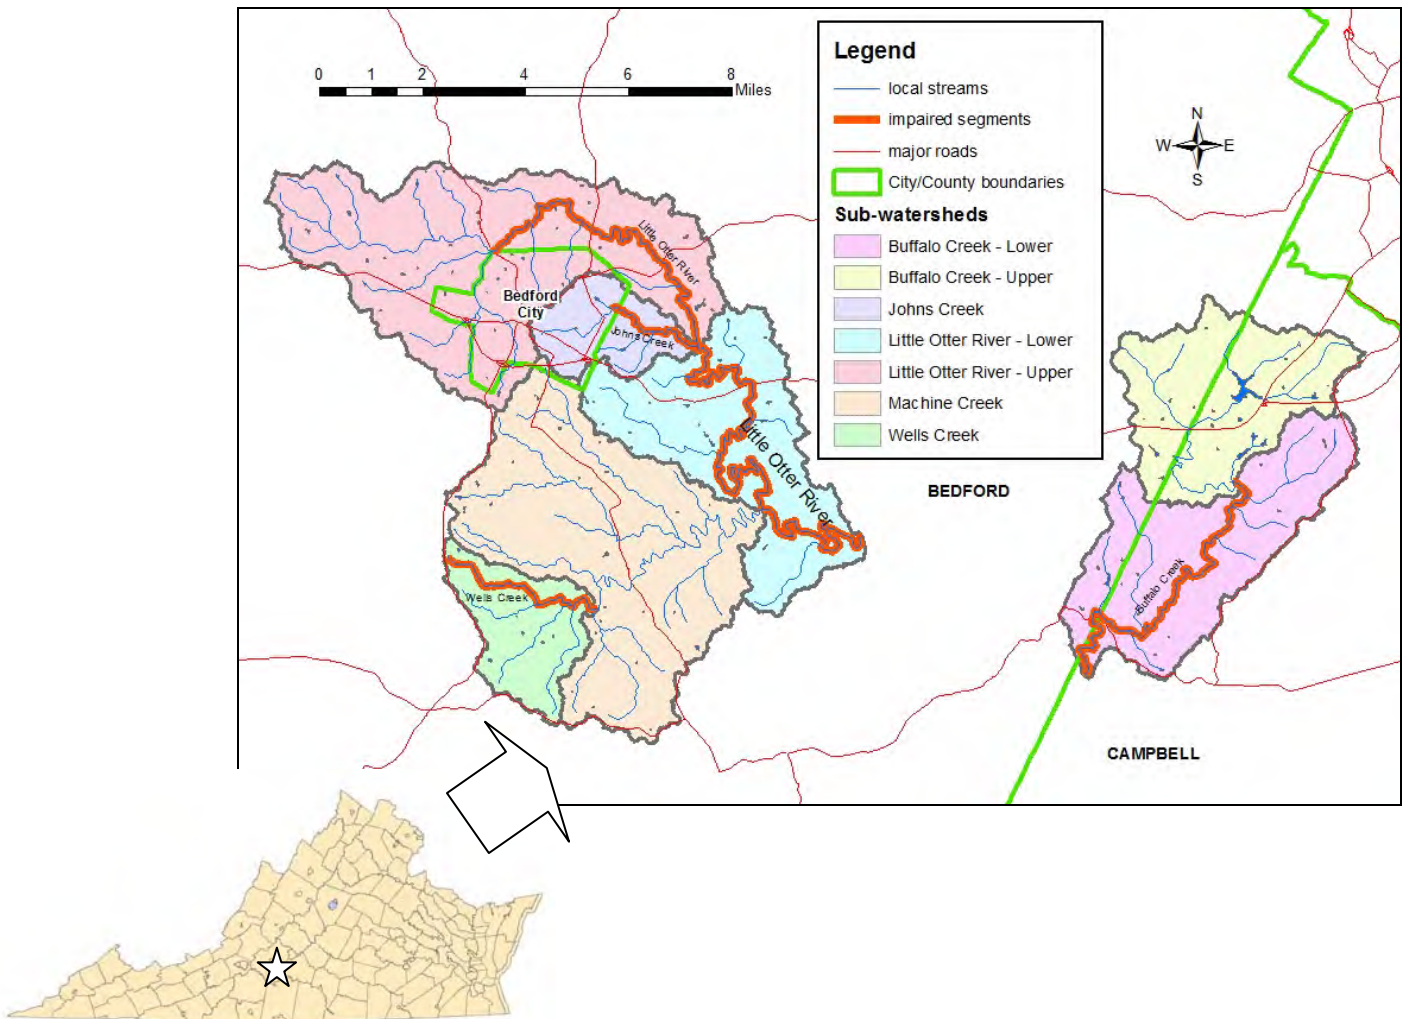 0 1 2 4 6 8
Miles
Legend
local streams
impaired segments
major roads
City/County boundaries
Sub-watersheds
Buffalo Creek - Lower
Buffalo Creek - Upper
Johns Creek
Little Otter River - Lower
Little Otter River - Upper
Machine Creek
Wells Creek
N
W E
S
Little Otter River
Bedford
City
Johns Creek
Little Otter River
BEDFORD
Wells Creek
Buffalo Creek
CAMPBELL